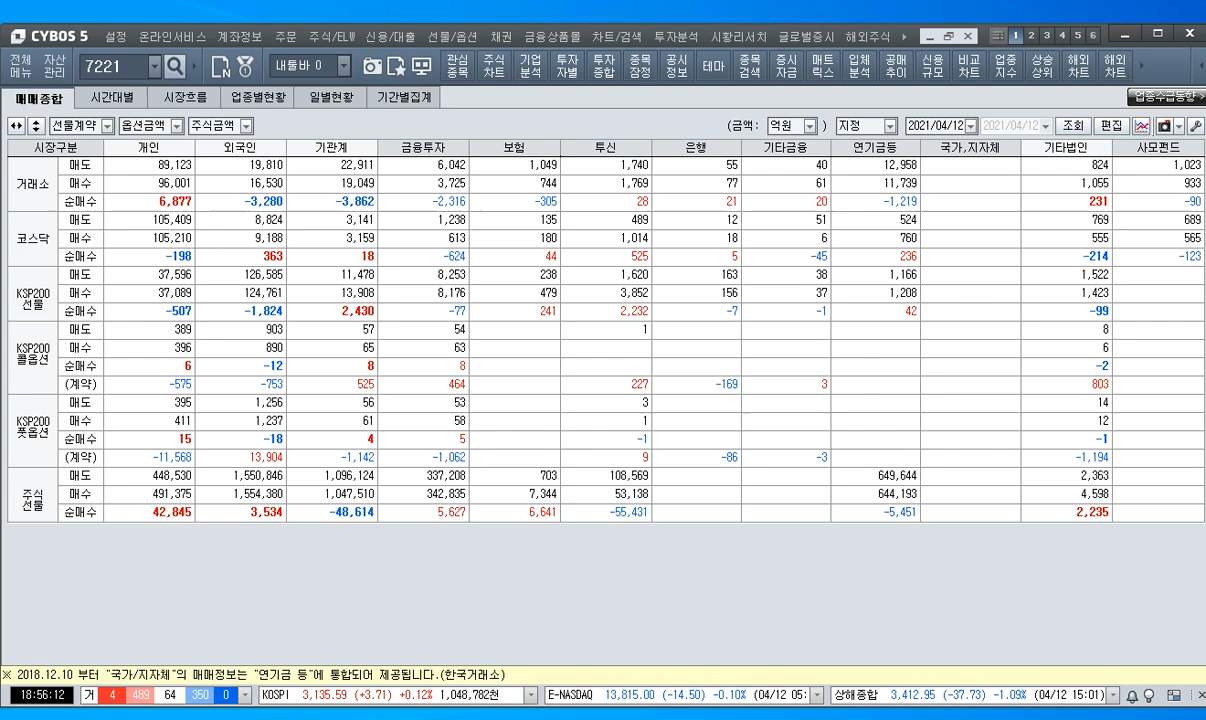 CYBOS 5 설정 온라인서비스 계좌정보 주문 주식/ELW 선물/옵션 신용/대출 채권 금융상품몰 차트/검색 투자분석 시황리서치 글로벌증시 해외주식 1 2 3 4 5 6
전체메뉴 자산관리 7221 내툴바 0 관심종목 주식차트 기업분석 투자자별 투자종합 종목잠정 공시정보 테마 종목검색 증시자금 매트릭스 입체분석 공매추이 신용규모 비교차트 업종지수 상승상위 해외차트 해외차트
매매종합 시간대별 시장흐름 업종별현황 일별현황 기간별집계 업종수급동향
선물계약 옵션금액 주식금액 (금액: 억원 ) 지정 2021/04/12 2021/04/12 조회 편집
시장구분 개인 외국인 기관계 금융투자 보험 투신 은행 기타금융 연기금등 국가,지자체 기타법인 사모펀드
거래소 매도 89,123 19,810 22,911 6,042 1,049 1,740 55 40 12,958 824 1,023
매수 96,001 16,530 19,049 3,725 744 1,769 77 61 11,739 1,055 933
순매수 6,877 -3,280 -3,862 -2,316 -305 28 21 20 -1,219 231 -90
코스닥 매도 105,409 8,824 3,141 1,238 135 489 12 51 524 769 689
매수 105,210 9,188 3,159 613 180 1,014 18 6 760 555 565
순매수 -198 363 18 -624 44 525 5 -45 236 -214 -123
KSP200 선물 매도 37,596 126,585 11,478 8,253 238 1,620 163 38 1,166 1,522
매수 37,089 124,761 13,908 8,176 479 3,852 156 37 1,208 1,423
순매수 -507 -1,824 2,430 -77 241 2,232 -7 -1 42 -99
KSP200 콜옵션 매도 389 903 57 54 1 8
매수 396 890 65 63 6
순매수 6 -12 8 8 -2
(계약) -575 -753 525 464 227 -169 3 803
KSP200 풋옵션 매도 395 1,256 56 53 3 14
매수 411 1,237 61 58 1 12
순매수 15 -18 4 5 -1 -1
(계약) -11,568 13,904 -1,142 -1,062 9 -86 -3 -1,194
주식 선물 매도 448,530 1,550,846 1,096,124 337,208 703 108,569 649,644 2,363
매수 491,375 1,554,380 1,047,510 342,835 7,344 53,138 644,193 4,598
순매수 42,845 3,534 -48,614 5,627 6,641 -55,431 -5,451 2,235
※ 2018.12.10 부터 "국가/지자체"의 매매정보는 "연기금 등"에 통합되어 제공됩니다.(한국거래소)
18:56:12 거 4 489 64 350 0 KOSPI 3,135.59 (+3.71) +0.12% 1,048,782천 E-NASDAQ 13,815.00 (-14.50) -0.10% (04/12 05: 상해종합 3,412.95 (-37.73) -1.09% (04/12 15:01)